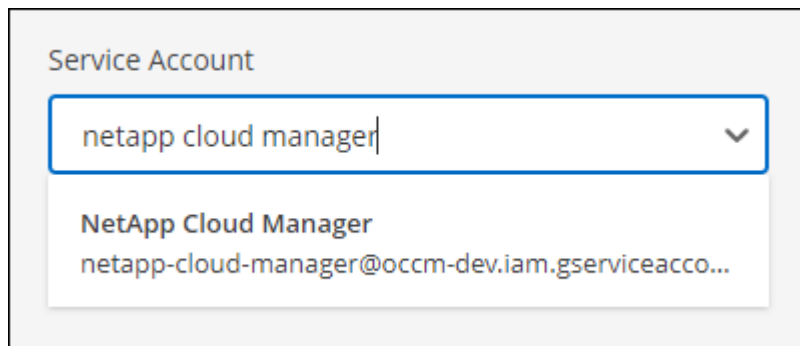 Service Account
netapp cloud manager
NetApp Cloud Manager
netapp-cloud-manager@occm-dev.iam.gserviceacco...